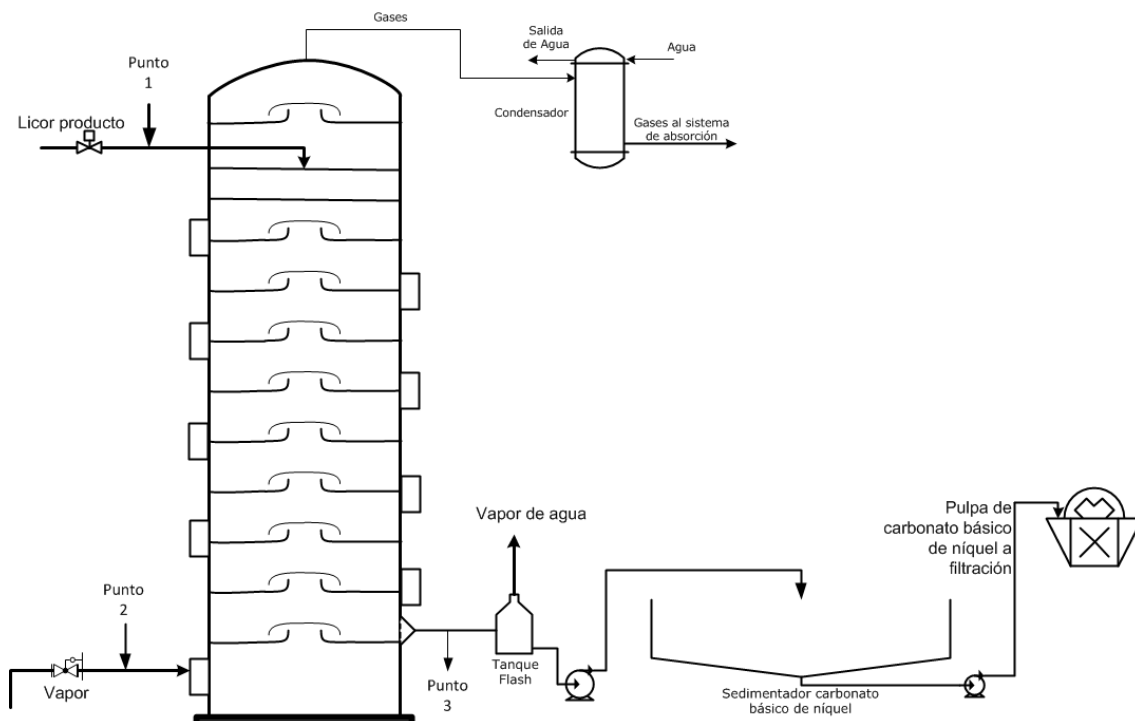 Gases
Salida
de Agua
Agua
Punto
1
Licor producto
Condensador
Gases al sistema
de absorción
Vapor de agua
Pulpa de
carbonato básico
de níquel a
filtración
Punto
2
Vapor
Punto
3
Tanque
Flash
Sedimentador carbonato
básico de níquel